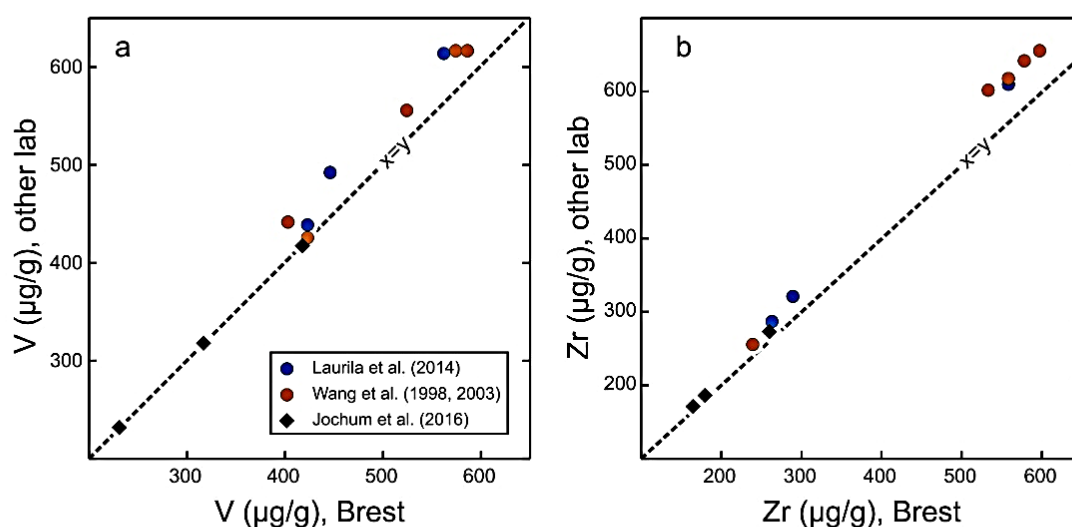 a
600
500
400
300
300
400
500
600
V (µg/g), other lab
V (µg/g), Brest
x=y
Laurila et al. (2014)
Wang et al. (1998, 2003)
Jochum et al. (2016)
b
600
500
400
300
200
200
300
400
500
600
Zr (µg/g), other lab
Zr (µg/g), Brest
x=y